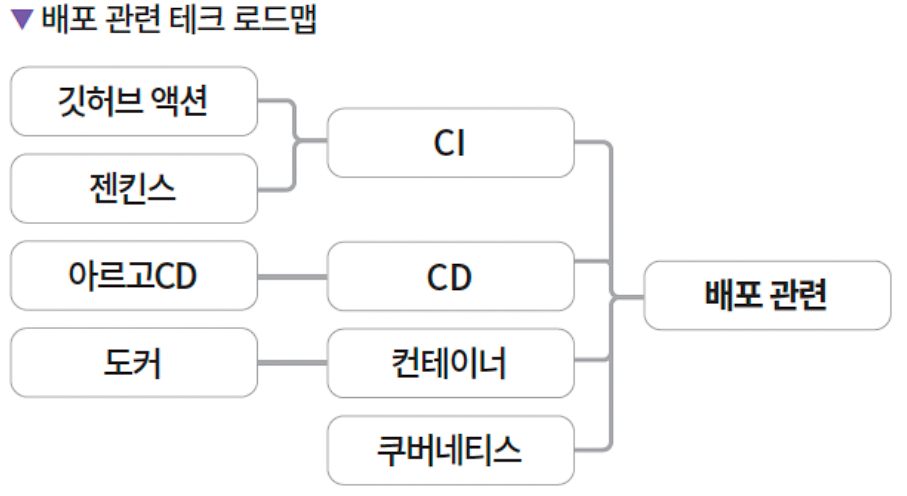 ▼ 배포 관련 테크 로드맵
깃허브 액션
젠킨스
CI
아르고CD
CD
도커
컨테이너
쿠버네티스
배포 관련